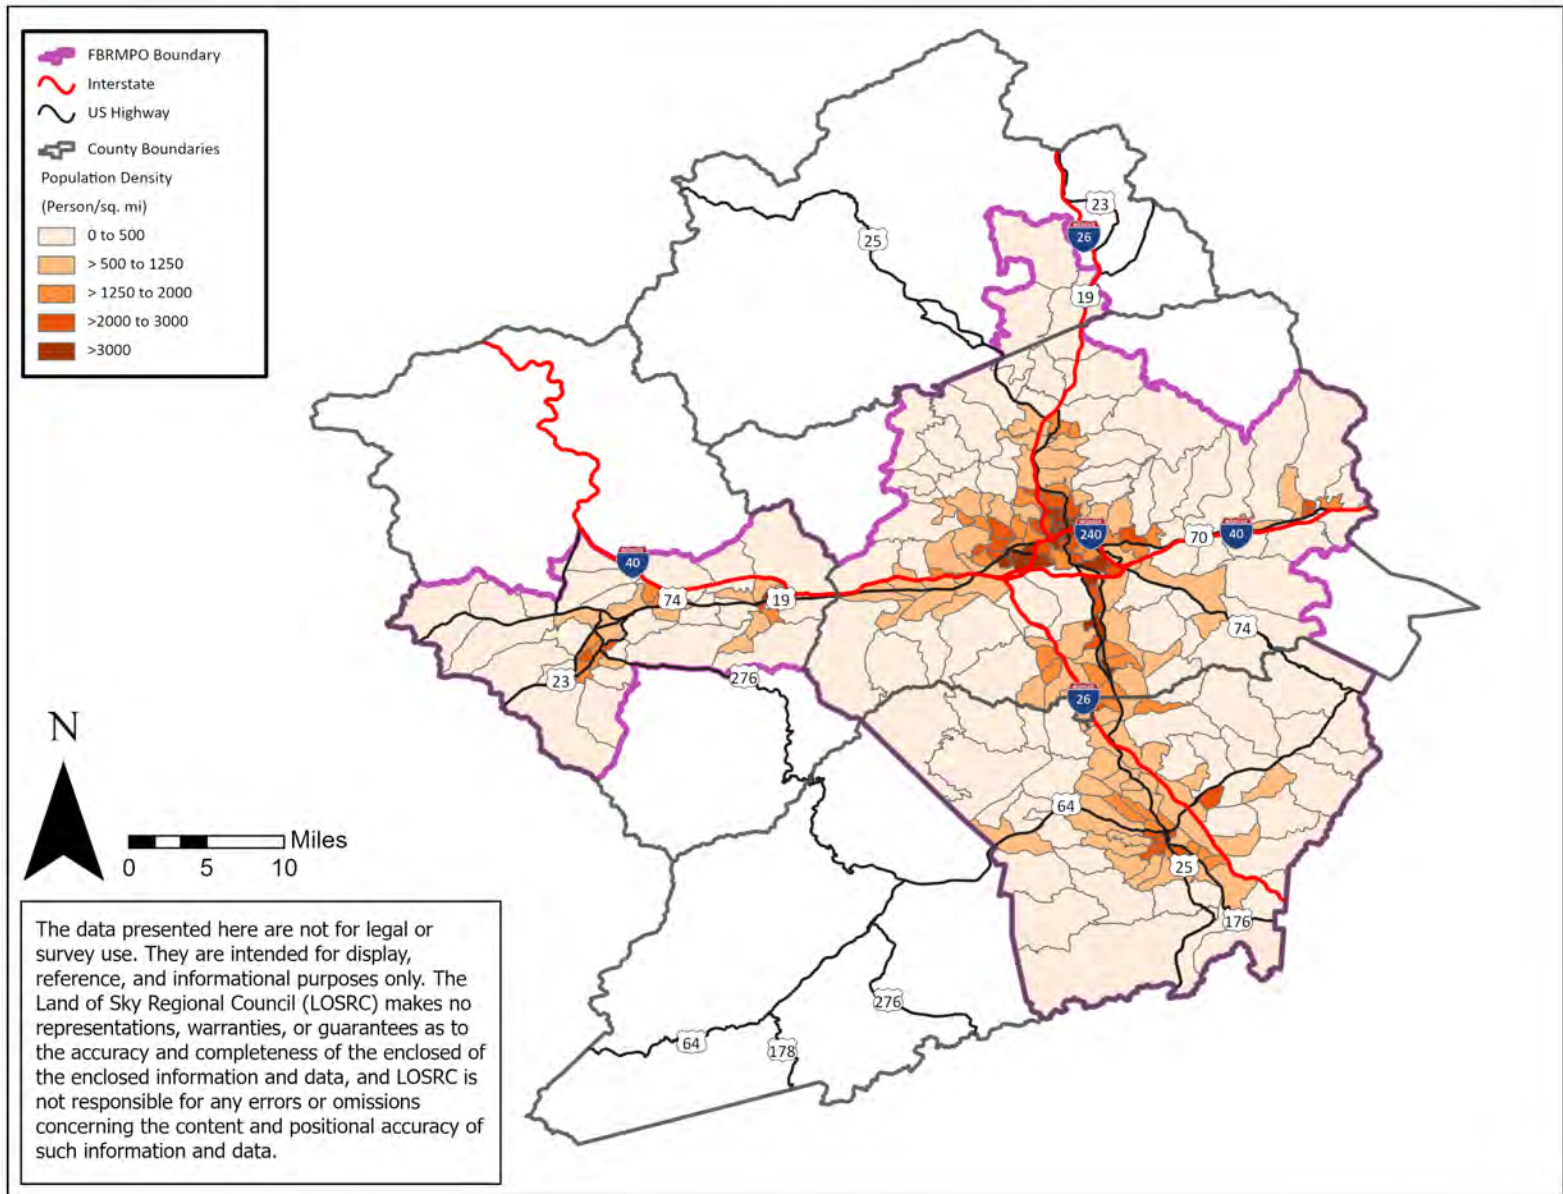 FBRMPO Boundary
Interstate
US Highway
County Boundaries
Population Density
(Person/sq. mi)
0 to 500
> 500 to 1250
> 1250 to 2000
>2000 to 3000
>3000
23
26
25
19
240
70
40
40
74
19
74
23
276
26
64
25
176
276
64
178
N
Miles
0 5 10
The data presented here are not for legal or
survey use. They are intended for display,
reference, and informational purposes only. The
Land of Sky Regional Council (LOSRC) makes no
representations, warranties, or guarantees as to
the accuracy and completeness of the enclosed of
the enclosed information and data, and LOSRC is
not responsible for any errors or omissions
concerning the content and positional accuracy of
such information and data.